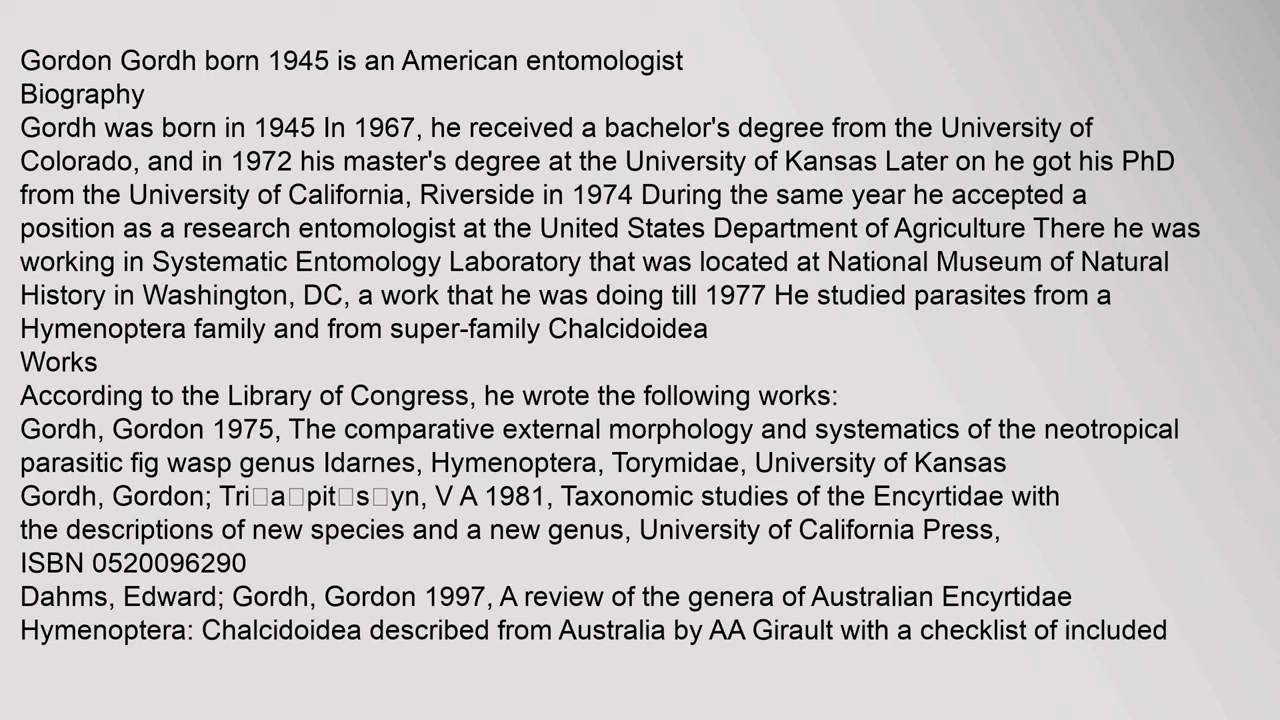 Gordon Gordh born 1945 is an American entomologist
Biography
Gordh was born in 1945 In 1967, he received a bachelor's degree from the University of
Colorado, and in 1972 his master's degree at the University of Kansas Later on he got his PhD
from the University of California, Riverside in 1974 During the same year he accepted a
position as a research entomologist at the United States Department of Agriculture There he was
working in Systematic Entomology Laboratory that was located at National Museum of Natural
History in Washington, DC, a work that he was doing till 1977 He studied parasites from a
Hymenoptera family and from super-family Chalcidoidea
Works
According to the Library of Congress, he wrote the following works:
Gordh, Gordon 1975, The comparative external morphology and systematics of the neotropical
parasitic fig wasp genus Idarnes, Hymenoptera, Torymidae, University of Kansas
Gordh, Gordon; Tri□a□pit□s□yn, V A 1981, Taxonomic studies of the Encyrtidae with
the descriptions of new species and a new genus, University of California Press,
ISBN 0520096290
Dahms, Edward; Gordh, Gordon 1997, A review of the genera of Australian Encyrtidae
Hymenoptera: Chalcidoidea described from Australia by AA Girault with a checklist of included